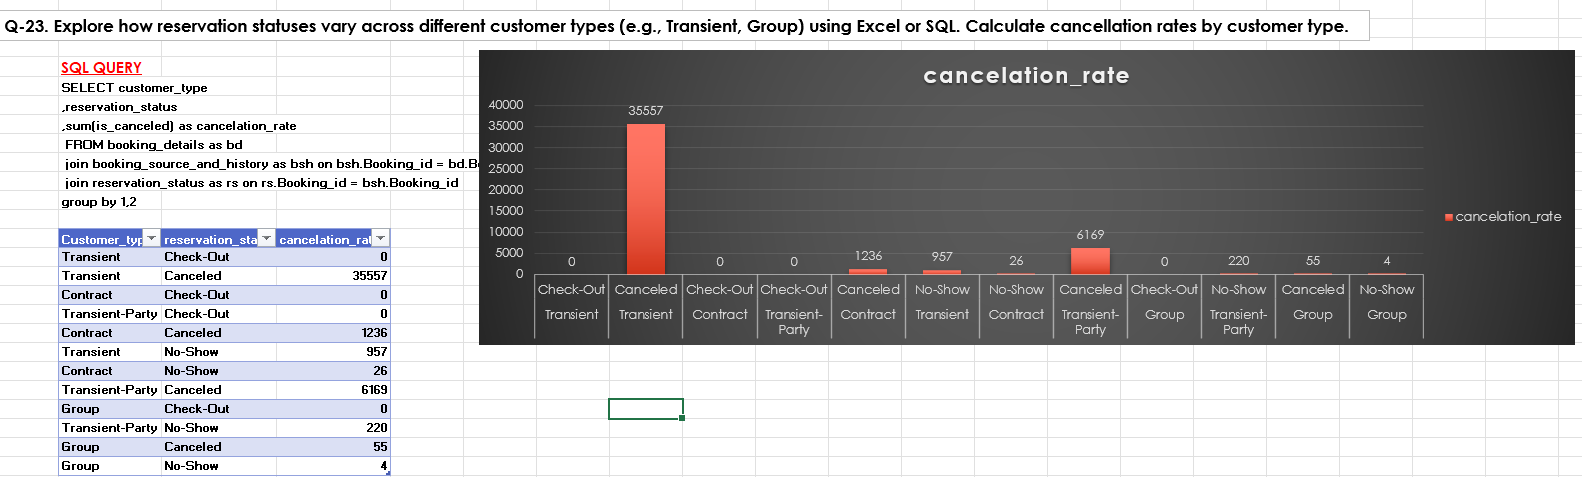 Q-23. Explore how reservation statuses vary across different customer types (e.g., Transient, Group) using Excel or SQL. Calculate cancellation rates by customer type.
SQL QUERY
SELECT customer_type
,reservation_status
,sum(is_canceled) as cancelation_rate
FROM booking_details as bd
join booking_source_and_history as bsh on bsh.Booking_id = bd.B
join reservation_status as rs on rs.Booking_id = bsh.Booking_id
group by 1,2
Customer_typ reservation_sta cancelation_rat
Transient Check-Out 0
Transient Canceled 35557
Contract Check-Out 0
Transient-Party Check-Out 0
Contract Canceled 1236
Transient No-Show 957
Contract No-Show 26
Transient-Party Canceled 6169
Group Check-Out 0
Transient-Party No-Show 220
Group Canceled 55
Group No-Show 4
cancelation_rate
40000
35000
30000
25000
20000
15000
10000
5000
0
0 35557 0 0 1236 957 26 6169 0 220 55 4
Check-Out Canceled Check-Out Check-Out Canceled No-Show No-Show Canceled Check-Out No-Show Canceled No-Show
Transient Transient Contract Transient- Contract Transient Contract Transient- Group Transient- Group Group
Party Party Party
cancelation_rate